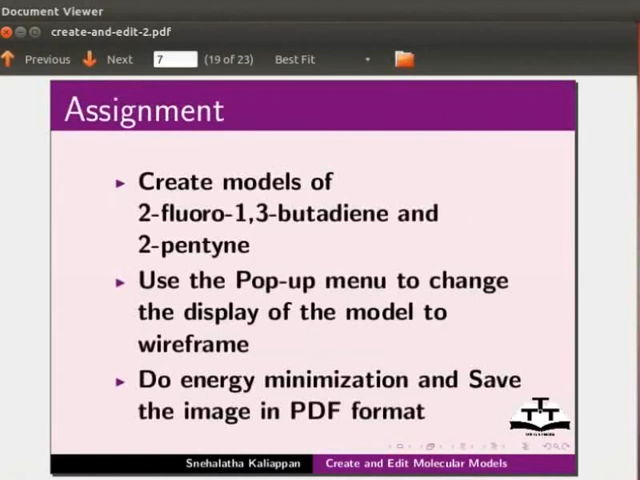 Document Viewer
create-and-edit-2.pdf
Previous Next 7 (19 of 23) Best Fit
Assignment
Create models of
2-fluoro-1,3-butadiene and
2-pentyne
Use the Pop-up menu to change
the display of the model to
wireframe
Do energy minimization and Save
the image in PDF format
Snehalatha Kaliappan Create and Edit Molecular Models